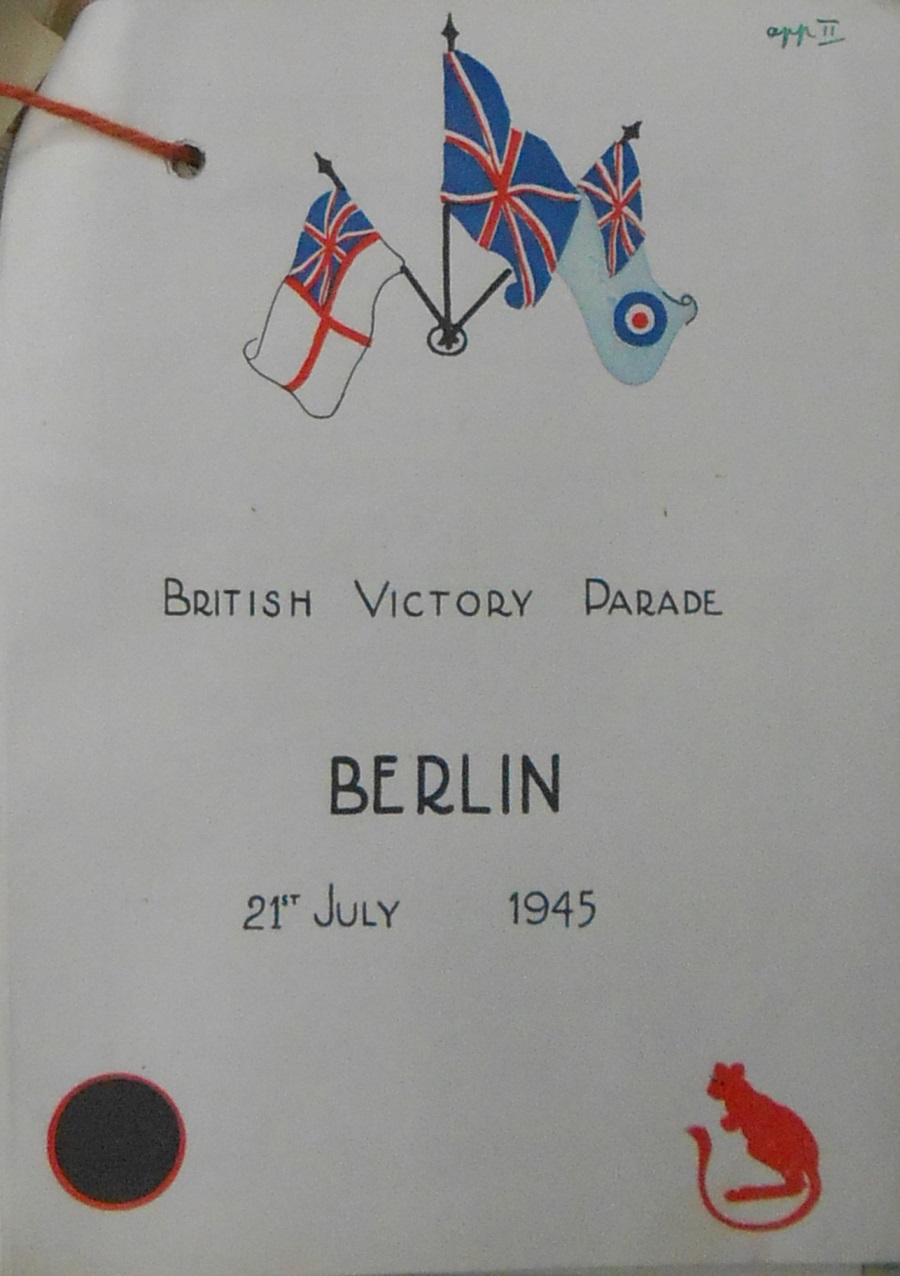 app II
BRITISH VICTORY PARADE
BERLIN
21ST JULY 1945